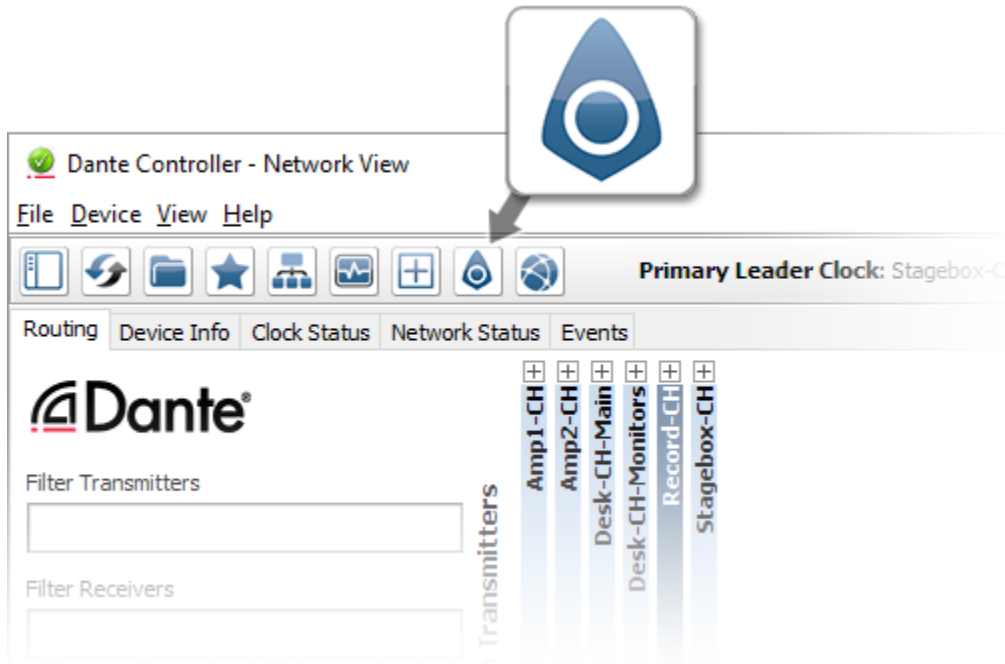 Dante Controller - Network View
File Device View Help
Primary Leader Clock: Stagebox-C
Routing Device Info Clock Status Network Status Events
Dante®
Filter Transmitters
Filter Receivers
Transmitters
Amp1-CH
Amp2-CH
Desk-CH-Main
Desk-CH-Monitors
Record-CH
Stagebox-CH